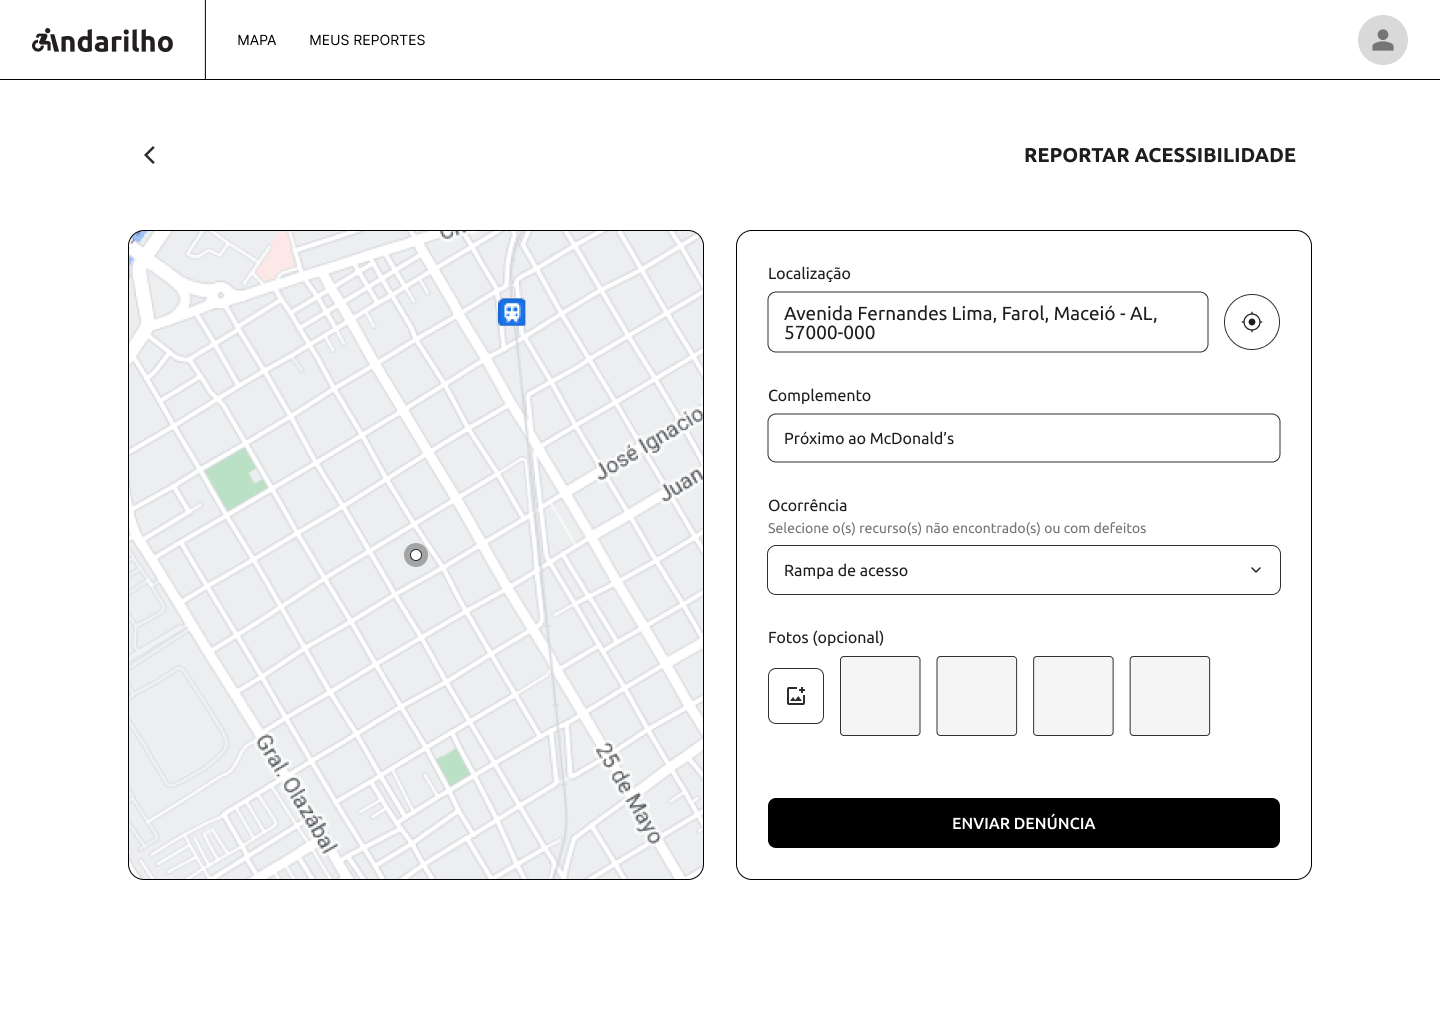 Andarilho
MAPA
MEUS REPORTES
REPORTAR ACESSIBILIDADE
José Ignacio
Juan
Gral. Olazábal
25 de Mayo
Localização
Avenida Fernandes Lima, Farol, Maceió - AL,
57000-000
Complemento
Próximo ao McDonald’s
Ocorrência
Selecione o(s) recurso(s) não encontrado(s) ou com defeitos
Rampa de acesso
Fotos (opcional)
ENVIAR DENÚNCIA